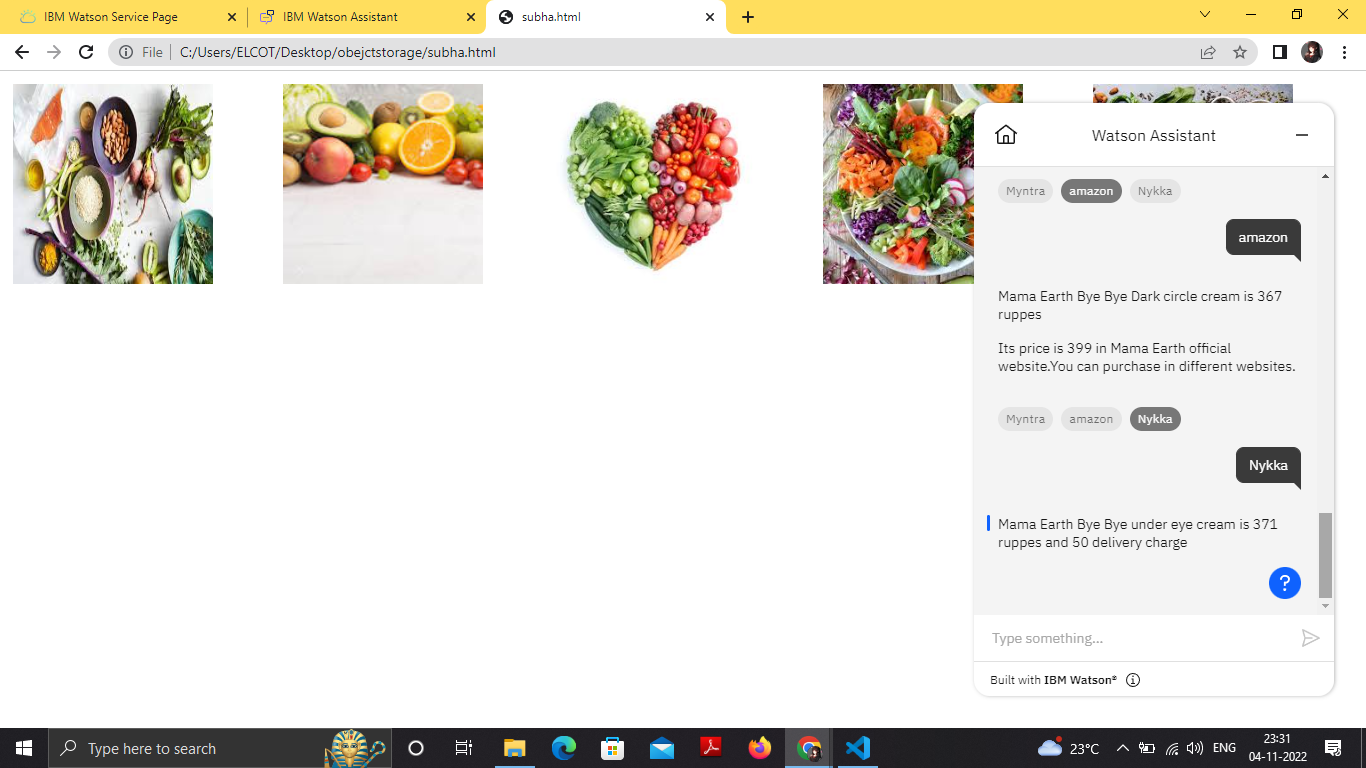 IBM Watson Service Page
IBM Watson Assistant
subha.html
File
C:/Users/ELCOT/Desktop/obejctstorage/subha.html
Watson Assistant
Myntra amazon Nykka
amazon
Mama Earth Bye Bye Dark circle cream is 367
ruppes
Its price is 399 in Mama Earth official
website.You can purchase in different websites.
Myntra amazon Nykka
Nykka
Mama Earth Bye Bye under eye cream is 371
ruppes and 50 delivery charge
?
Type something...
Built with IBM Watson®
Type here to search
23°C
ENG
23:31
04-11-2022